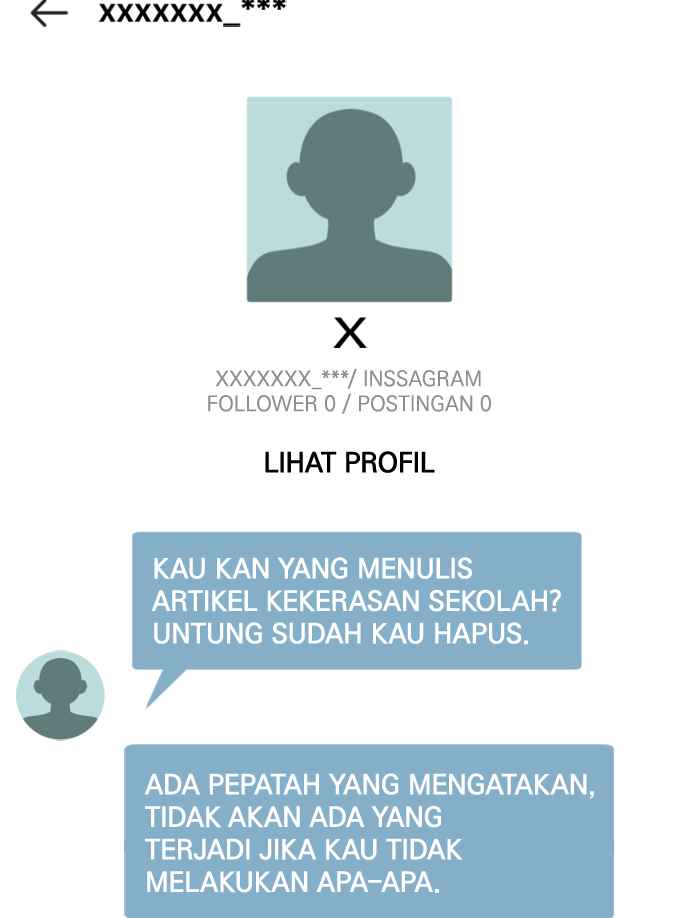 XXXXXXX_***
X
XXXXXXX_***/ INSSAGRAM
FOLLOWER 0 / POSTINGAN 0
LIHAT PROFIL
KAU KAN YANG MENULIS
ARTIKEL KEKERASAN SEKOLAH?
UNTUNG SUDAH KAU HAPUS.
ADA PEPATAH YANG MENGATAKAN,
TIDAK AKAN ADA YANG
TERJADI JIKA KAU TIDAK
MELAKUKAN APA-APA.